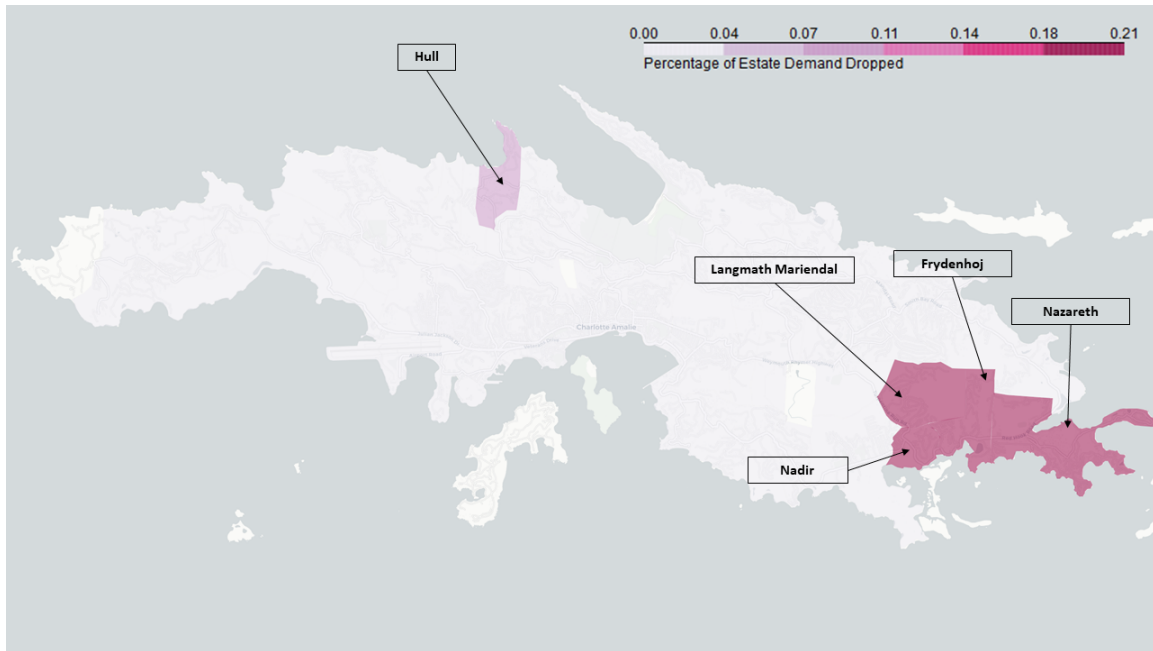 0.00 0.04 0.07 0.11 0.14 0.18 0.21
Percentage of Estate Demand Dropped
Hull
Langmath Mariendal
Frydenhoj
Nazareth
Charlotte Amalie
Nadir